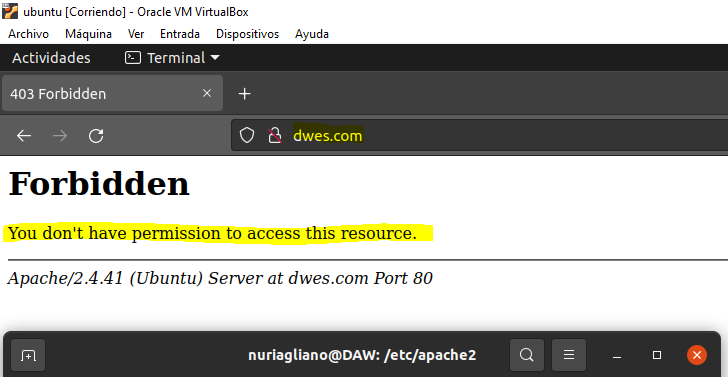 ubuntu [Corriendo] - Oracle VM VirtualBox
Archivo Máquina Ver Entrada Dispositivos Ayuda
Actividades Terminal
403 Forbidden
dwes.com
Forbidden
You don't have permission to access this resource.
Apache/2.4.41 (Ubuntu) Server at dwes.com Port 80
nuriagliano@DAW: /etc/apache2